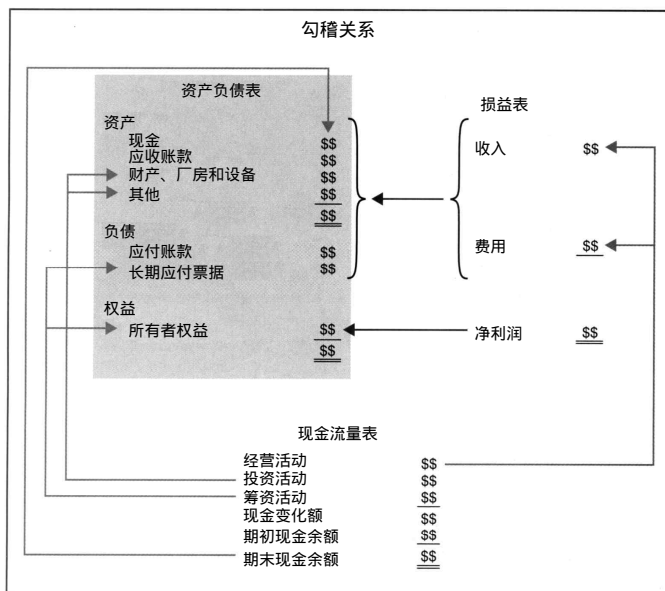 勾稽关系
资产负债表
资产
现金 $$
应收账款 $$
财产、厂房和设备 $$
其他 $$
$$
负债
应付账款 $$
长期应付票据 $$
权益
所有者权益 $$
$$
损益表
收入 $$
费用 $$
净利润 $$
现金流量表
经营活动 $$
投资活动 $$
筹资活动 $$
现金变化额 $$
期初现金余额 $$
期末现金余额 $$